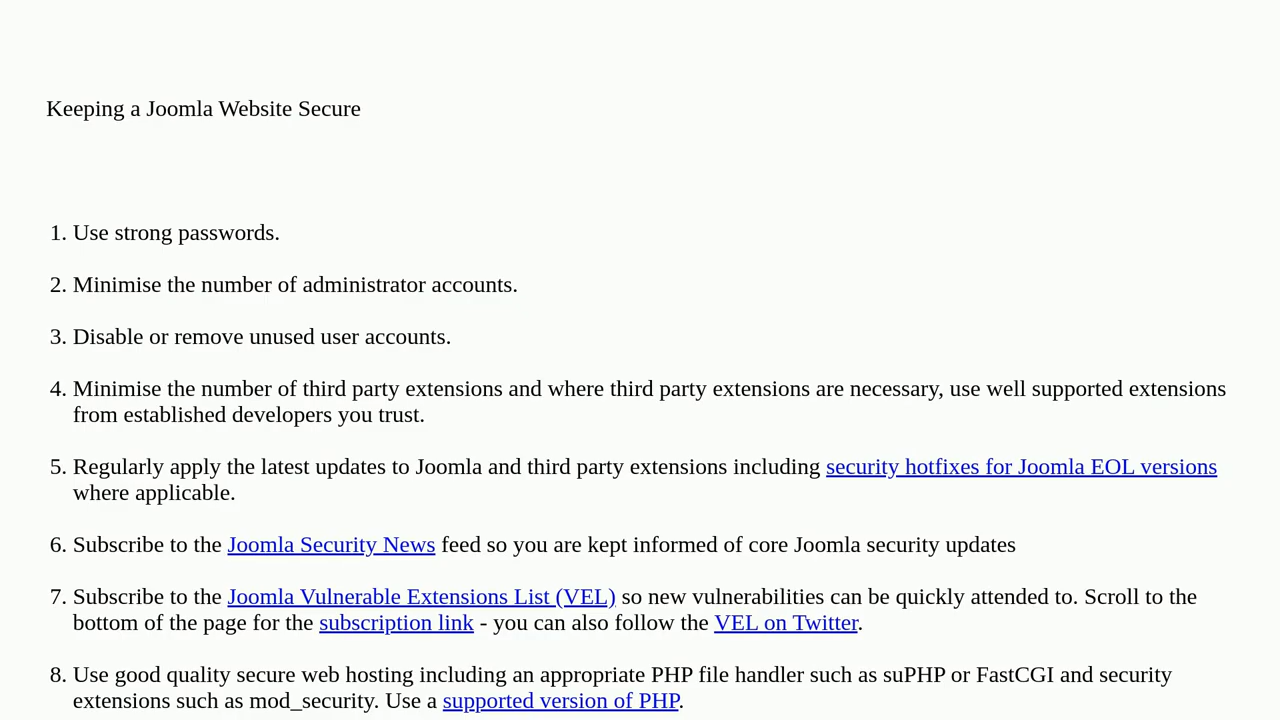 Keeping a Joomla Website Secure
1. Use strong passwords.
2. Minimise the number of administrator accounts.
3. Disable or remove unused user accounts.
4. Minimise the number of third party extensions and where third party extensions are necessary, use well supported extensions
from established developers you trust.
5. Regularly apply the latest updates to Joomla and third party extensions including security hotfixes for Joomla EOL versions
where applicable.
6. Subscribe to the Joomla Security News feed so you are kept informed of core Joomla security updates
7. Subscribe to the Joomla Vulnerable Extensions List (VEL) so new vulnerabilities can be quickly attended to. Scroll to the
bottom of the page for the subscription link - you can also follow the VEL on Twitter.
8. Use good quality secure web hosting including an appropriate PHP file handler such as suPHP or FastCGI and security
extensions such as mod_security. Use a supported version of PHP.